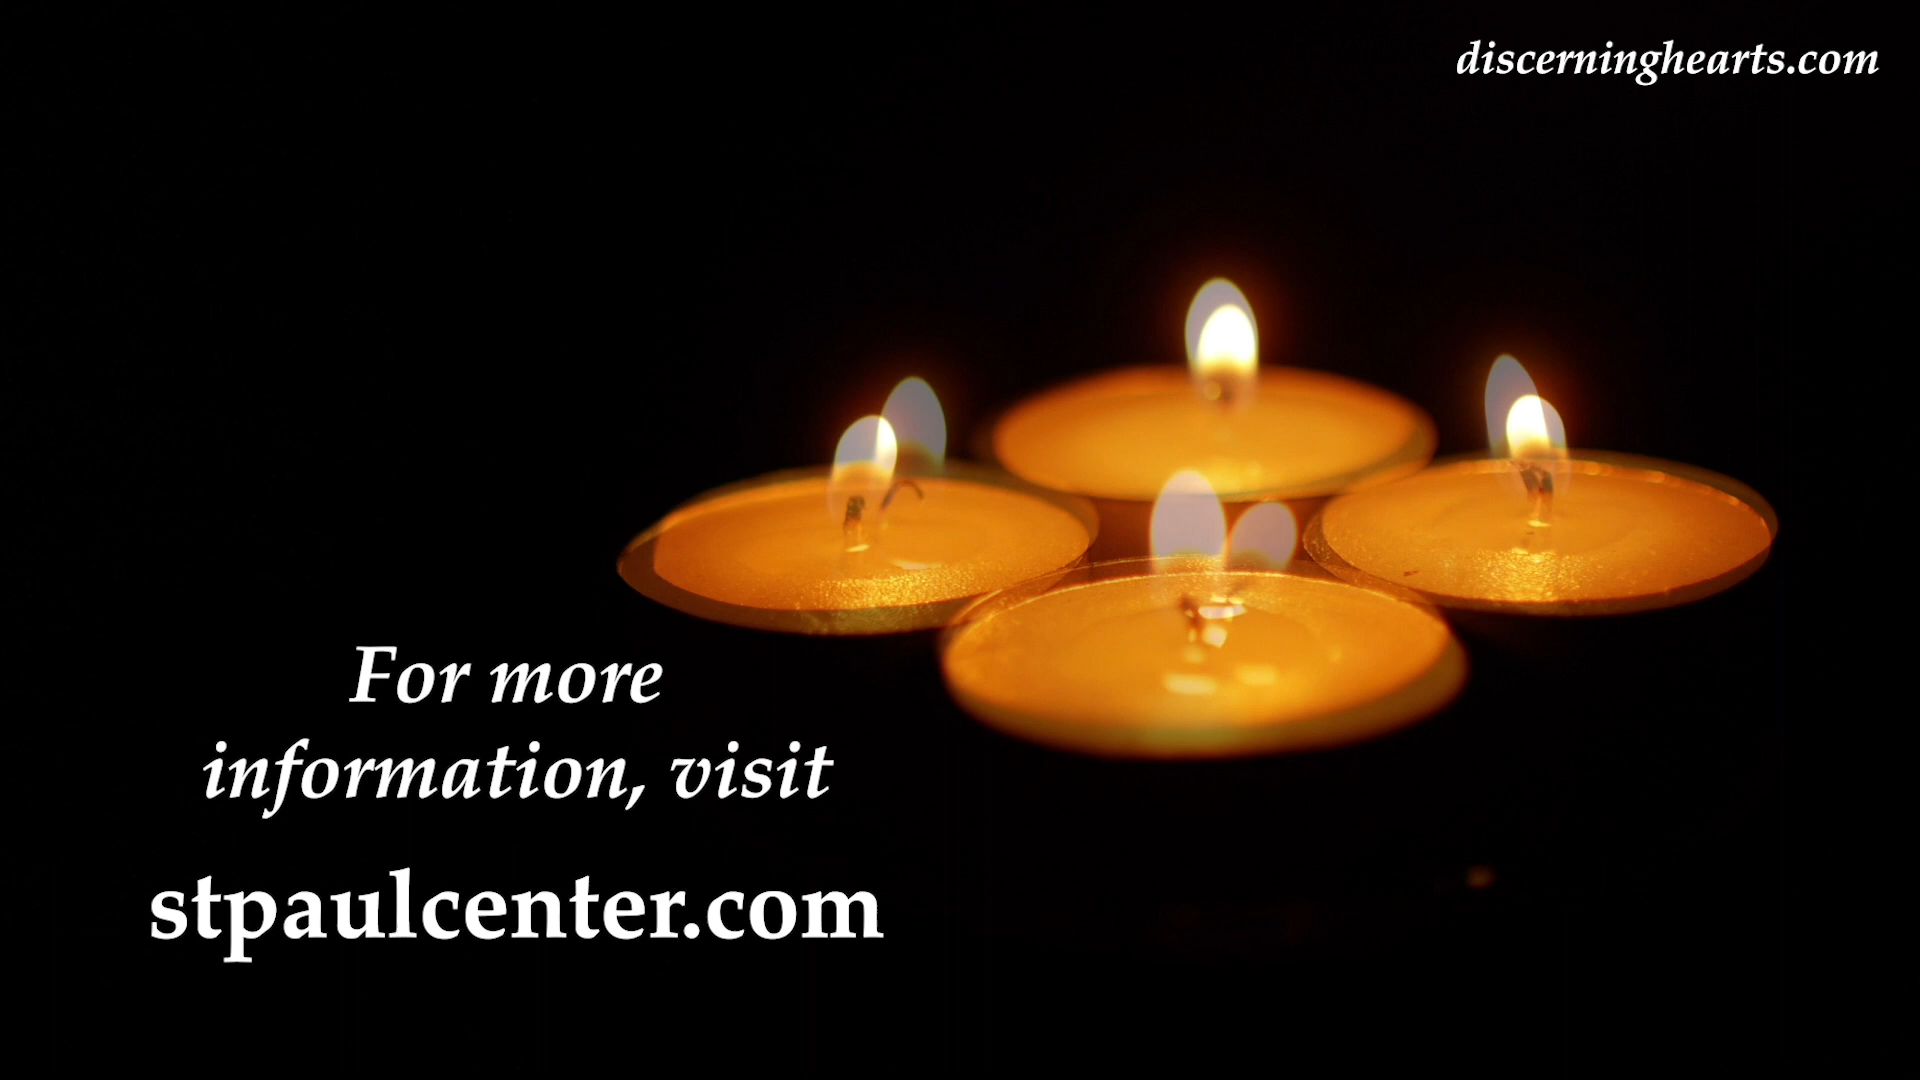 discerninghearts.com
For more
information, visit
stpaulcenter.com